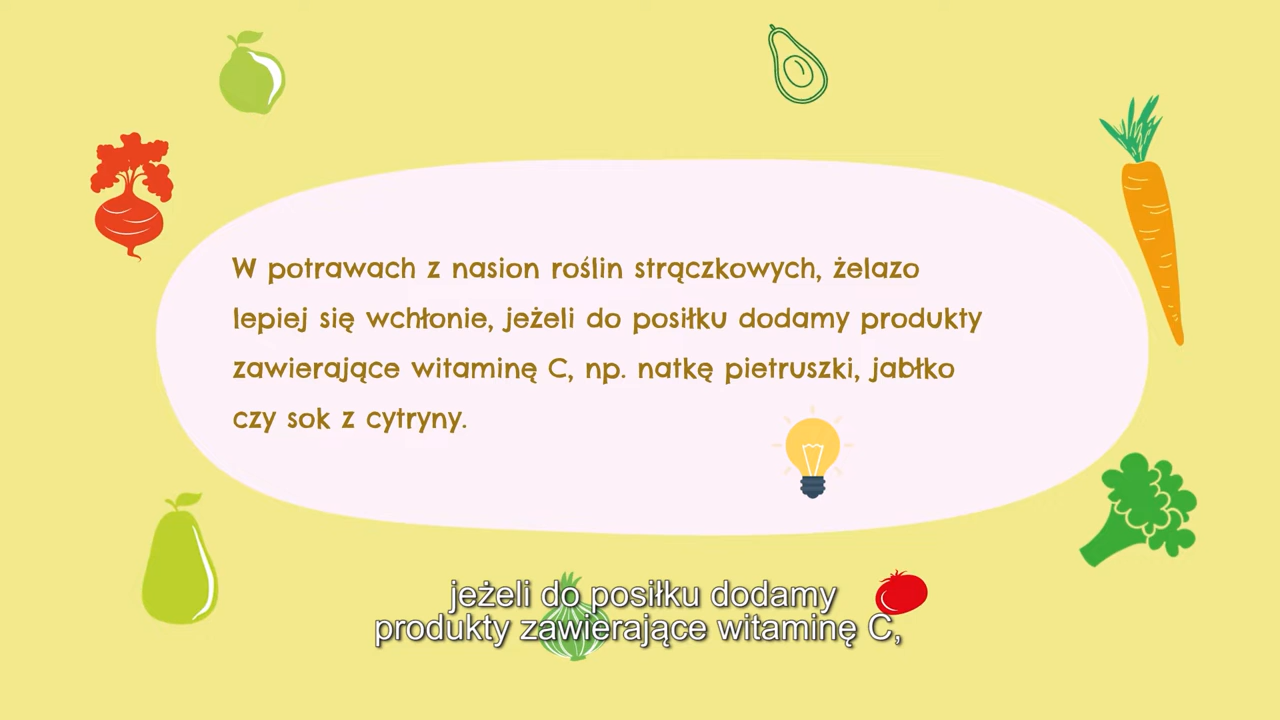 W potrawach z nasion roślin strączkowych, żelazo
lepiej się wchłonie, jeżeli do posiłku dodamy produkty
zawierające witaminę C, np. natkę pietruszki, jabłko
czy sok z cytryny.
jeżeli do posiłku dodamy
produkty zawierające witaminę C,